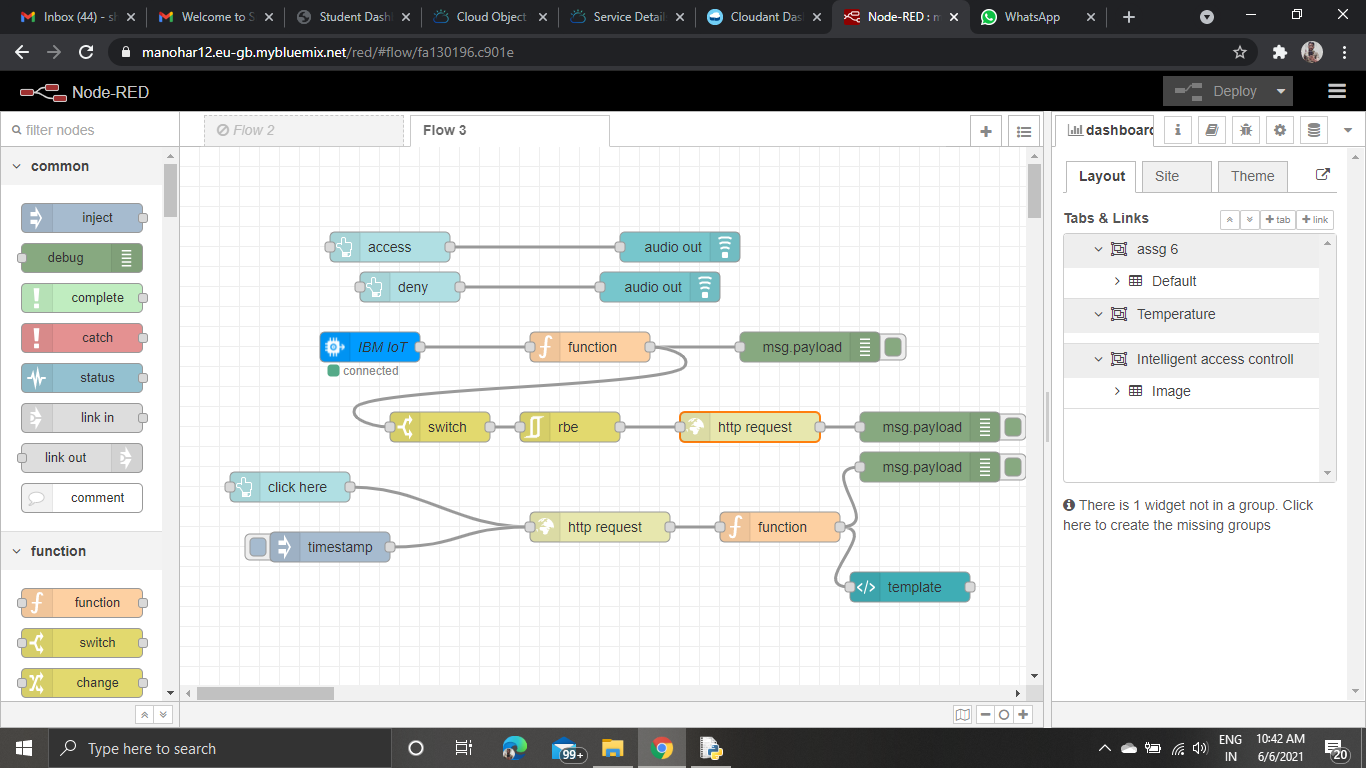 Inbox (44) - s
Welcome to S
Student Dash
Cloud Object
Service Detail
Cloudant Das
Node-RED : m
WhatsApp
manohar12.eu-gb.mybluemix.net/red/#flow/fa130196.c901e
Node-RED
Deploy
filter nodes
Flow 2
Flow 3
dashboard
common
inject
debug
complete
catch
status
link in
link out
comment
function
function
switch
change
access
audio out
deny
audio out
IBM IoT
function
msg.payload
connected
switch
rbe
http request
msg.payload
msg.payload
click here
http request
function
timestamp
template
Layout
Site
Theme
Tabs & Links
tab
link
assg 6
Default
Temperature
Intelligent access controll
Image
There is 1 widget not in a group. Click
here to create the missing groups
Type here to search
99+
ENG
IN
10:42 AM
6/6/2021
20